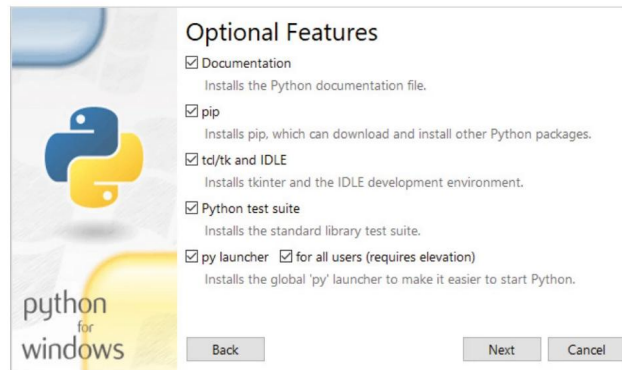 Optional Features
Documentation
Installs the Python documentation file.
pip
Installs pip, which can download and install other Python packages.
tcl/tk and IDLE
Installs tkinter and the IDLE development environment.
Python test suite
Installs the standard library test suite.
py launcher for all users (requires elevation)
Installs the global 'py' launcher to make it easier to start Python.
python
for
windows
Back Next Cancel